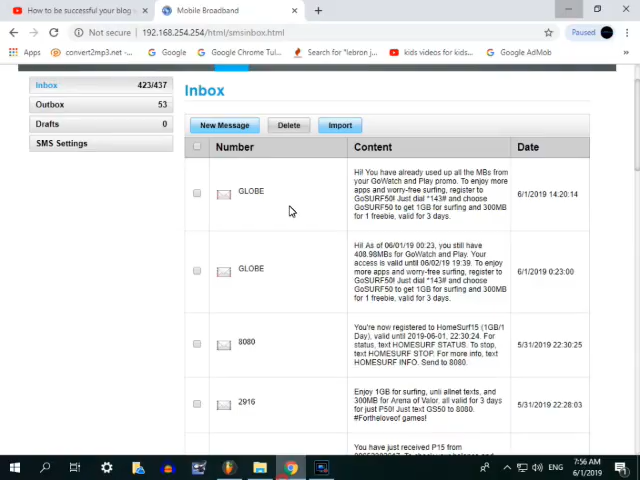 How to be successful your blog
Mobile Broadband
Not secure
192.168.254.254/html/smsinbox.html
Paused
Apps
convert2mp3.net -...
Google
Google Chrome Tul...
Search for "lebron j...
kids videos for kids...
Google AdMob
Inbox 423/437
Outbox 53
Drafts 0
SMS Settings
Inbox
New Message
Delete
Import
Number Content Date
GLOBE
Hi! You have already used up all the MBs from
your GoWatch and Play promo. To enjoy more
apps and worry-free surfing, register to
GoSURF50! Just dial *143# and choose
GoSURF50 to get 1GB for surfing and 300MB
for 1 freebie, valid for 3 days.
6/1/2019 14:20:14
GLOBE
Hi! As of 06/01/19 00:23, you still have
408.98MBs for GoWatch and Play. Your
access is valid until 06/02/19 19:39. To enjoy
more apps and worry-free surfing, register to
GoSURF50! Just dial *143# and choose
GoSURF50 to get 1GB for surfing and 300MB
for 1 freebie, valid for 3 days.
6/1/2019 0:23:00
8080
You're now registered to HomeSurf15 (1GB/1
Day), valid until 2019-06-01, 22:30:24. For
status, text HOMESURF STATUS. To stop,
text HOMESURF STOP. For more info, text
HOMESURF INFO. Send to 8080.
5/31/2019 22:30:25
2916
Enjoy 1GB for surfing, unli allnet texts, and
300MB for Arena of Valor, all valid for 3 days
for just P50! Just text GS50 to 8080.
#Fortheloveof games!
5/31/2019 22:28:03
You have just received P15 from
ENG
7:56 AM
6/1/2019